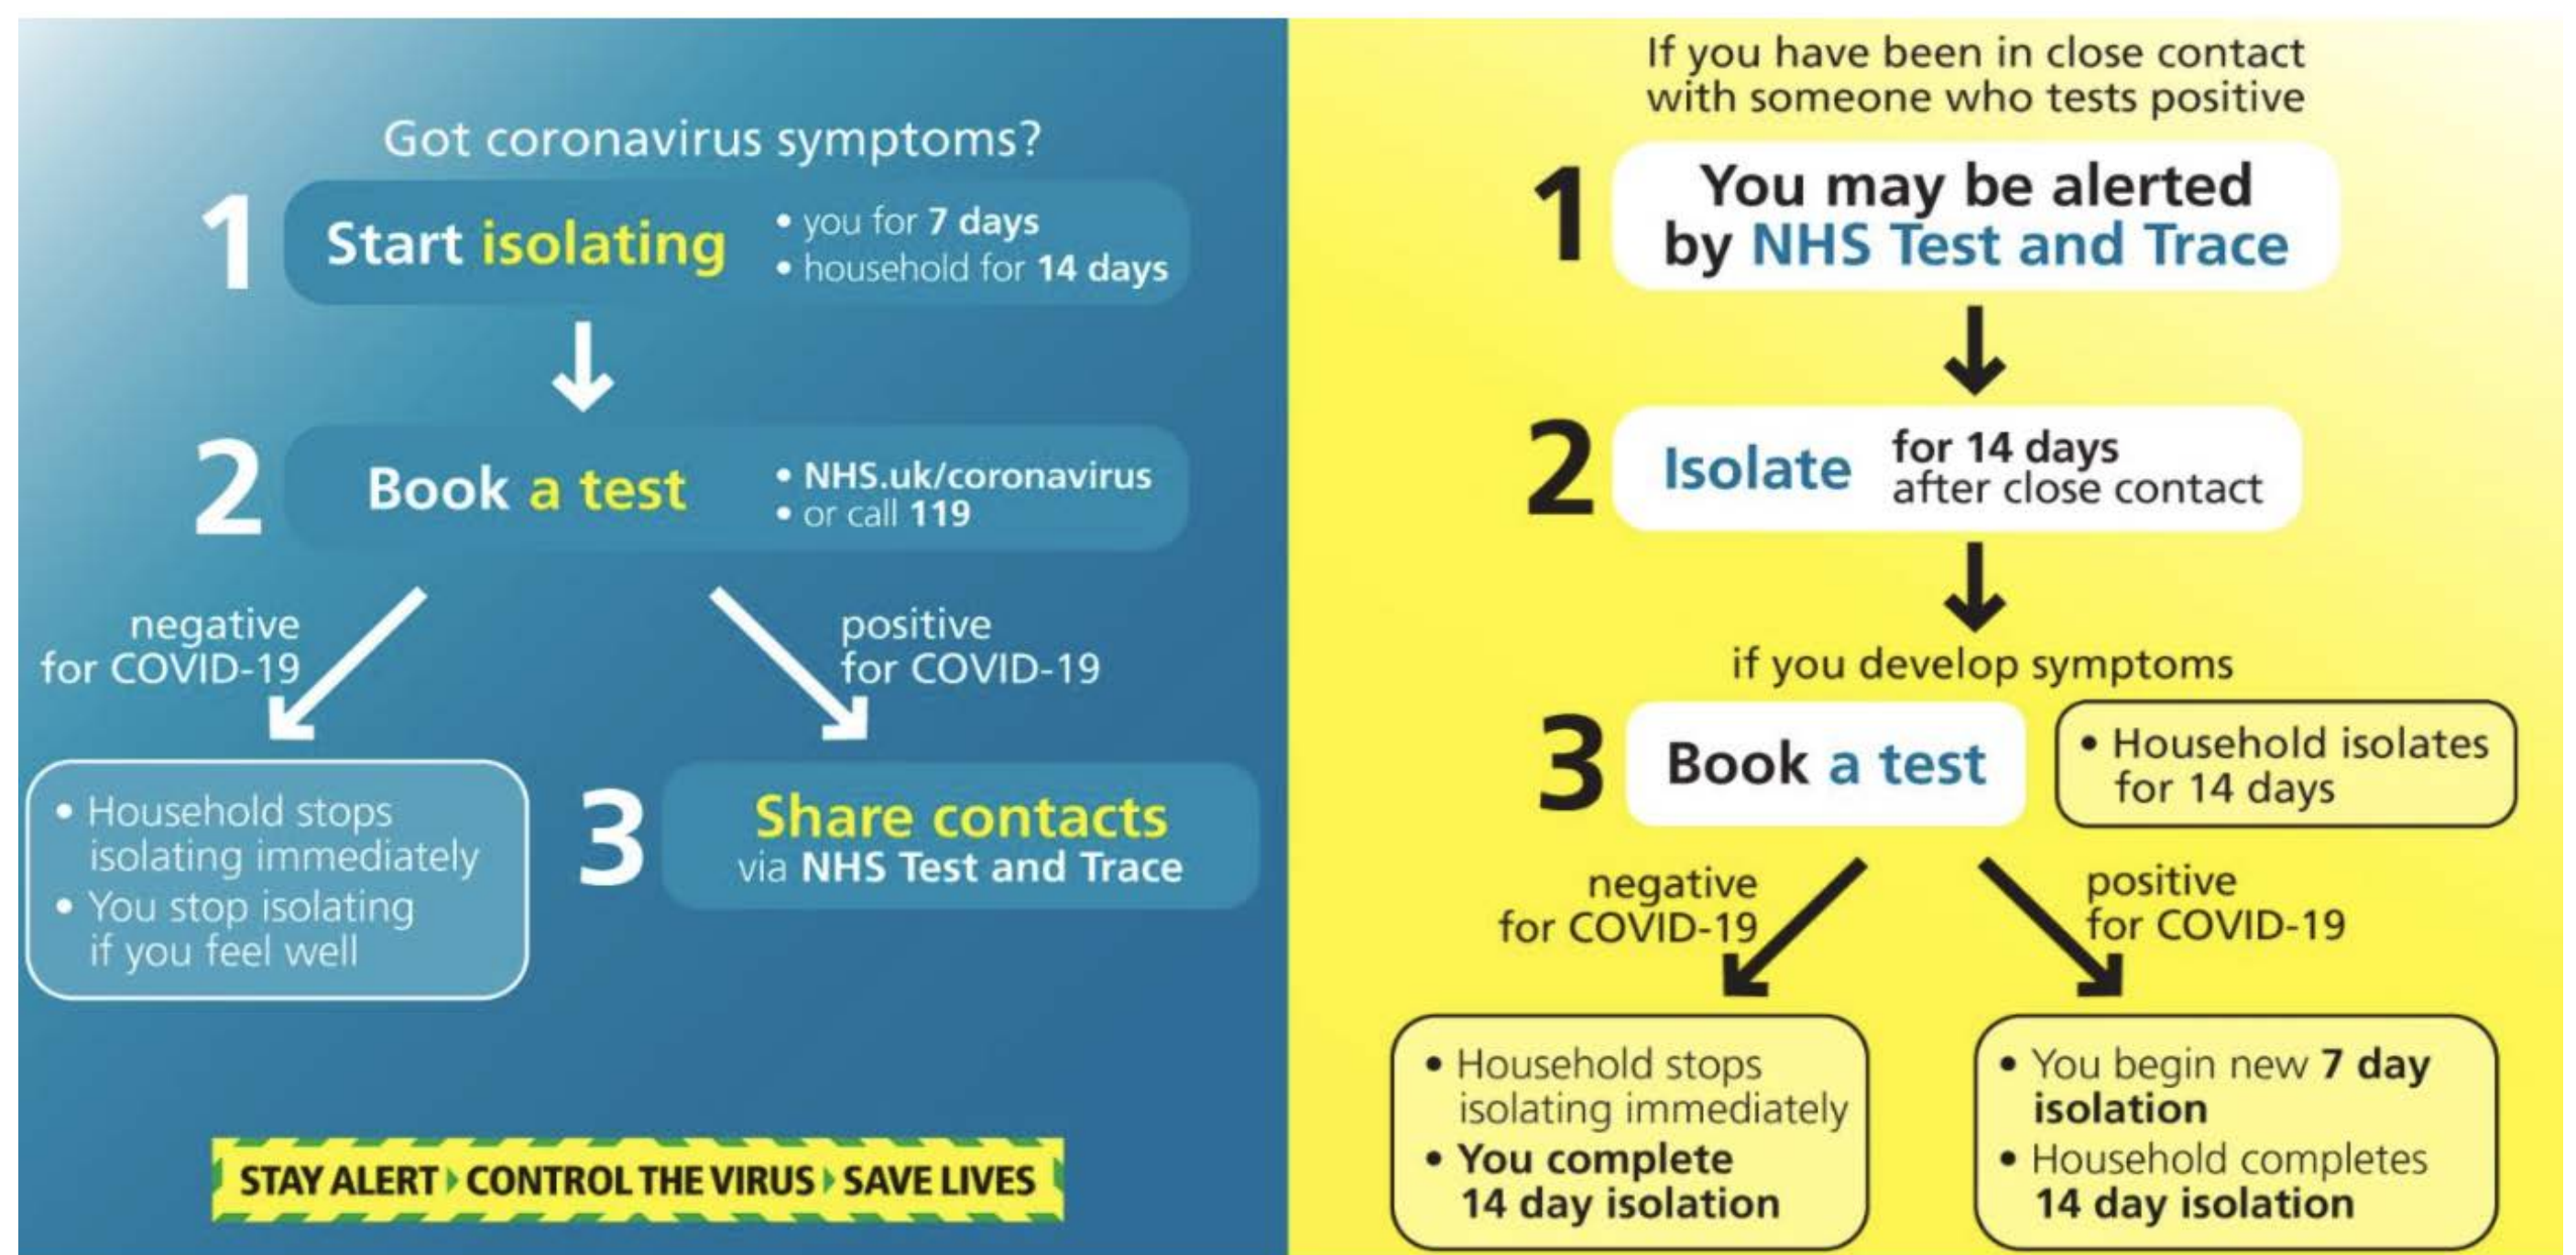 Got coronavirus symptoms?
1
Start isolating
• you for 7 days
• household for 14 days
2
Book a test
• NHS.uk/coronavirus
• or call 119
negative
for COVID-19
positive
for COVID-19
• Household stops
isolating immediately
• You stop isolating
if you feel well
3
Share contacts
via NHS Test and Trace
STAY ALERT CONTROL THE VIRUS SAVE LIVES
If you have been in close contact
with someone who tests positive
1
You may be alerted
by NHS Test and Trace
2
Isolate
for 14 days
after close contact
if you develop symptoms
3
Book a test
• Household isolates
for 14 days
negative
for COVID-19
positive
for COVID-19
• Household stops
isolating immediately
• You complete
14 day isolation
• You begin new 7 day
isolation
• Household completes
14 day isolation